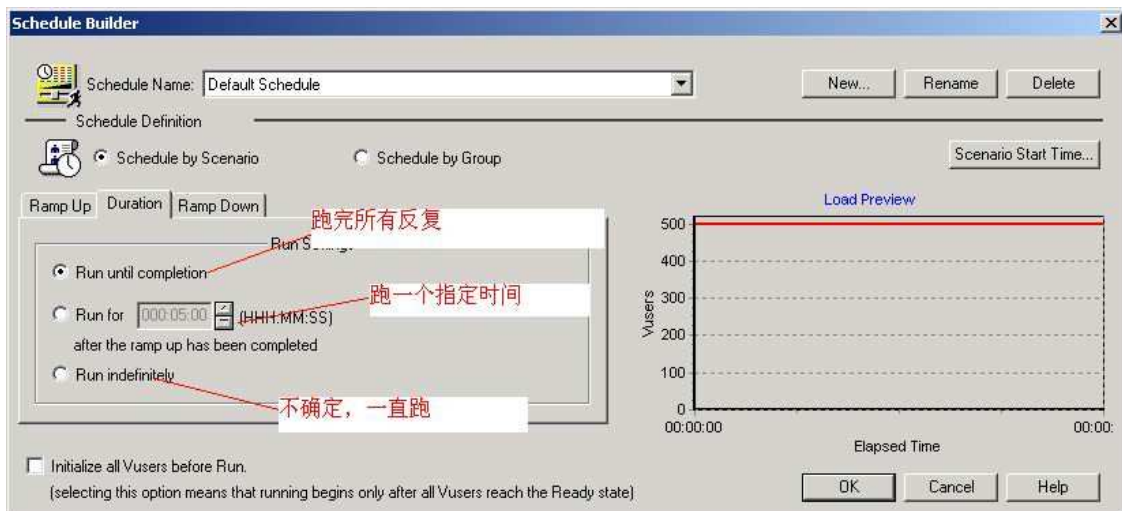 Schedule Builder
Schedule Name: Default Schedule
New... Rename Delete
Schedule Definition
Schedule by Scenario Schedule by Group
Scenario Start Time...
Ramp Up Duration Ramp Down
跑完所有反复
Run
Run until completion
跑一个指定时间
Run for 000:05:00 (HHH:MM:SS)
after the ramp up has been completed
Run indefinitely
不确定，一直跑
Load Preview
Vusers
500
400
300
200
100
0
00:00:00 00:00:
Elapsed Time
Initialize all Vusers before Run.
(selecting this option means that running begins only after all Vusers reach the Ready state)
OK Cancel Help